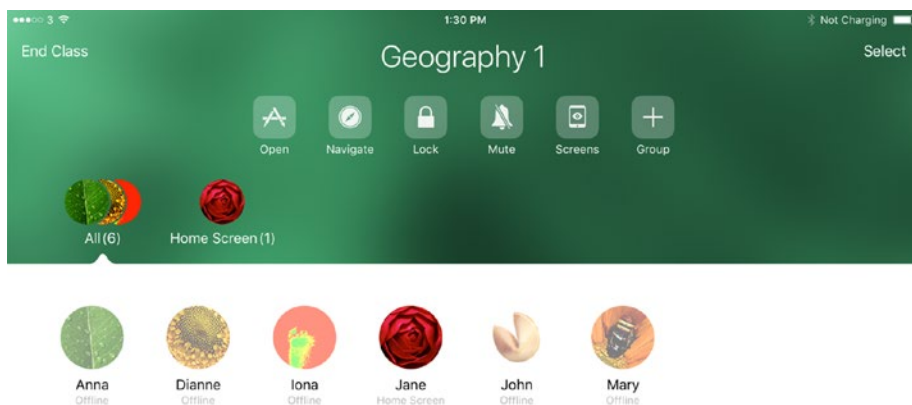 3 1:30 PM Not Charging
End Class Geography 1 Select
Open Navigate Lock Mute Screens Group
All (6) Home Screen (1)
Anna Dianne Iona Jane John Mary
Offline Offline Offline Home Screen Offline Offline